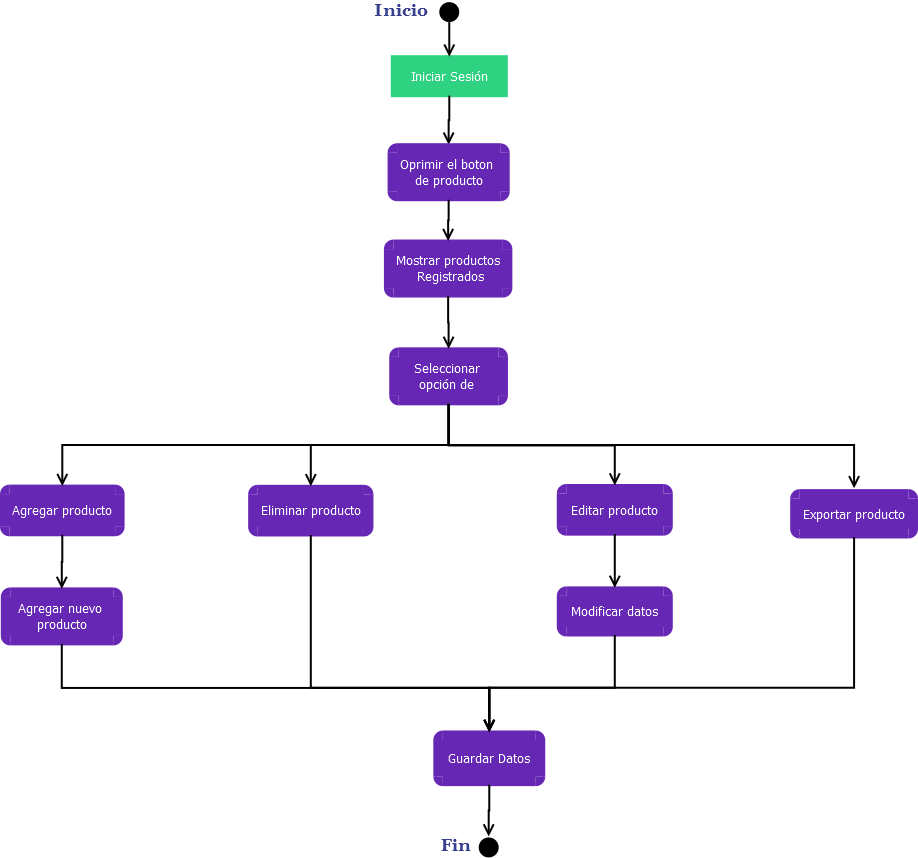 Inicio
Iniciar Sesión
Oprimir el boton
de producto
Mostrar productos
Registrados
Seleccionar
opción de
Agregar producto
Eliminar producto
Editar producto
Exportar producto
Agregar nuevo
producto
Modificar datos
Guardar Datos
Fin